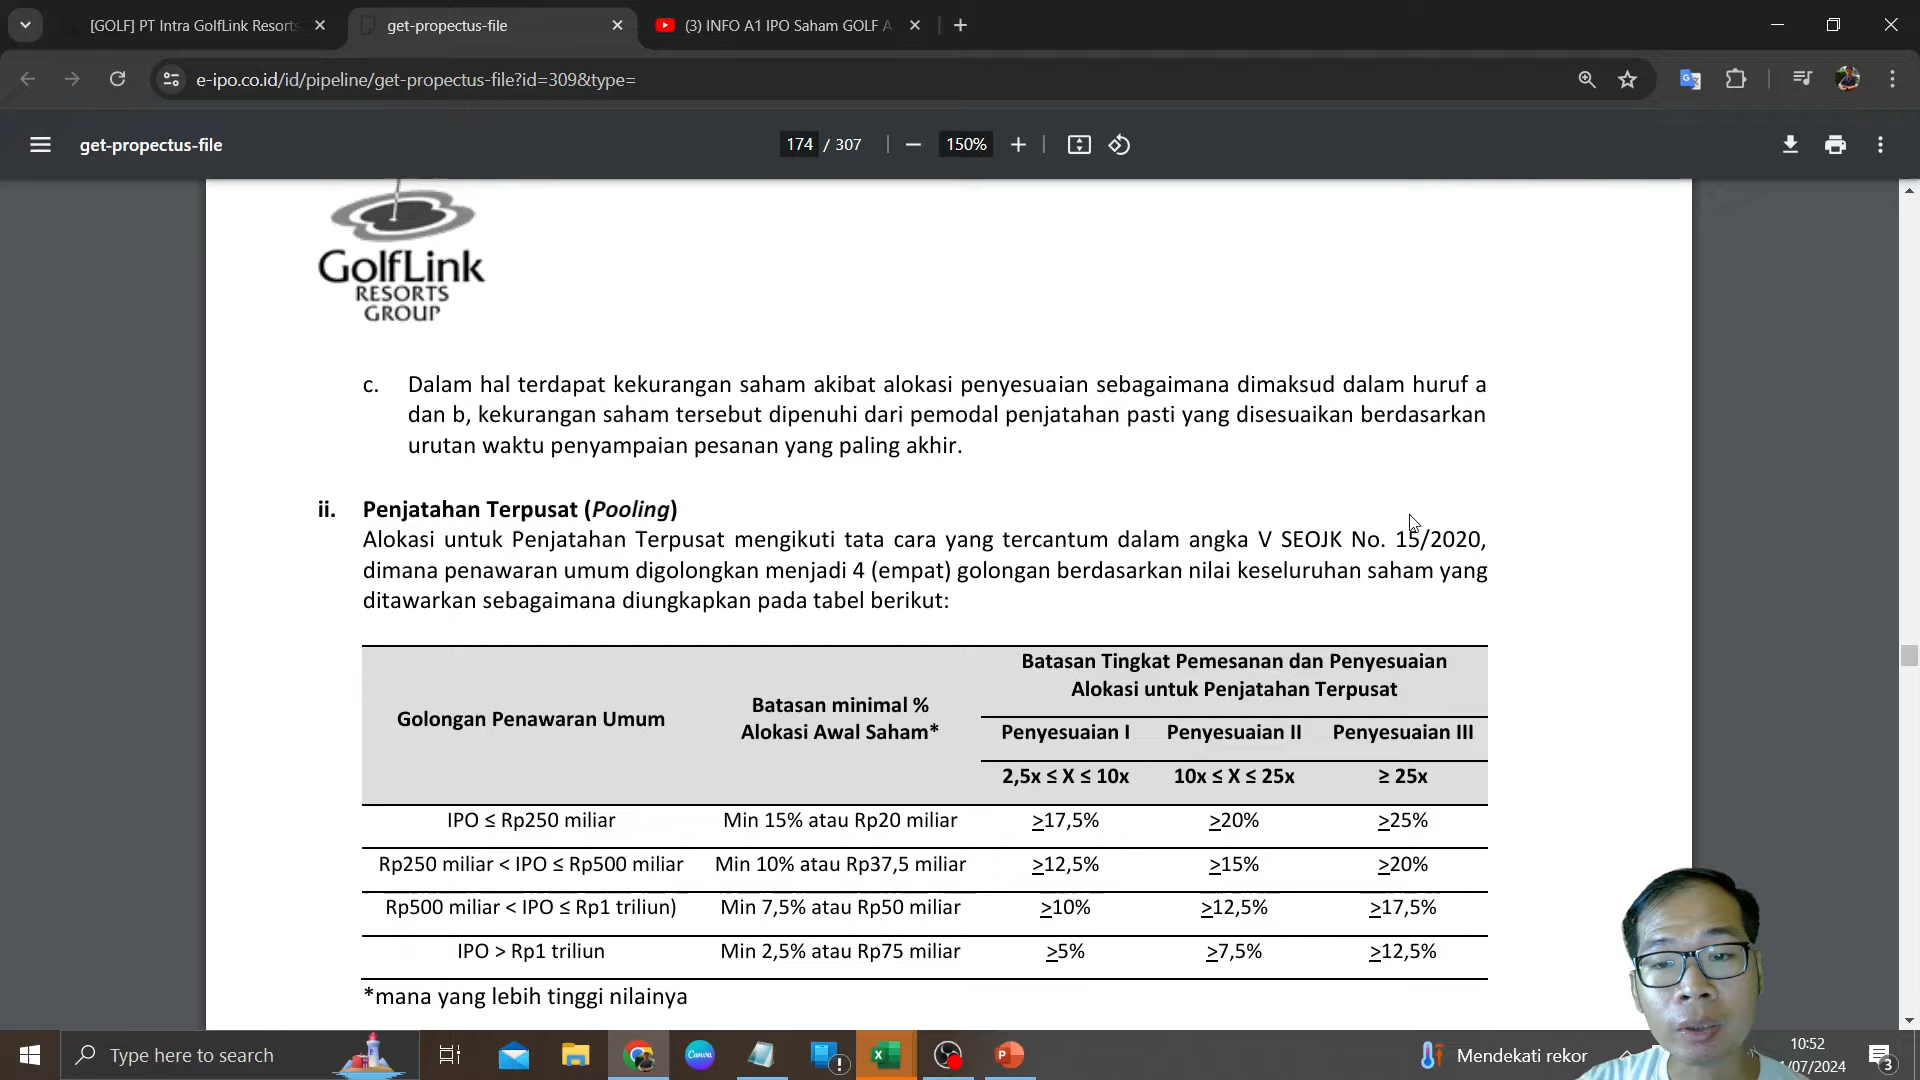 [GOLF] PT Intra GolfLink Resorts
get-propectus-file
(3) INFO A1 IPO Saham GOLF A
e-ipo.co.id/id/pipeline/get-propectus-file?id=309&type=
get-propectus-file
174 / 307
150%
GolfLink
RESORTS
GROUP
c. Dalam hal terdapat kekurangan saham akibat alokasi penyesuaian sebagaimana dimaksud dalam huruf a
dan b, kekurangan saham tersebut dipenuhi dari pemodal penjatahan pasti yang disesuaikan berdasarkan
urutan waktu penyampaian pesanan yang paling akhir.
ii. Penjatahan Terpusat (Pooling)
Alokasi untuk Penjatahan Terpusat mengikuti tata cara yang tercantum dalam angka V SEOJK No. 15/2020,
dimana penawaran umum digolongkan menjadi 4 (empat) golongan berdasarkan nilai keseluruhan saham yang
ditawarkan sebagaimana diungkapkan pada tabel berikut:
Batasan Tingkat Pemesanan dan Penyesuaian
Alokasi untuk Penjatahan Terpusat
Golongan Penawaran Umum
Batasan minimal %
Alokasi Awal Saham*
Penyesuaian I Penyesuaian II Penyesuaian III
2,5x ≤ X ≤ 10x 10x ≤ X ≤ 25x ≥ 25x
IPO ≤ Rp250 miliar Min 15% atau Rp20 miliar ≥17,5% ≥20% ≥25%
Rp250 miliar < IPO ≤ Rp500 miliar Min 10% atau Rp37,5 miliar ≥12,5% ≥15% ≥20%
Rp500 miliar < IPO ≤ Rp1 triliun) Min 7,5% atau Rp50 miliar ≥10% ≥12,5% ≥17,5%
IPO > Rp1 triliun Min 2,5% atau Rp75 miliar ≥5% ≥7,5% ≥12,5%
*mana yang lebih tinggi nilainya
Type here to search
Canva
Mendekati rekor
10:52
/07/2024
3